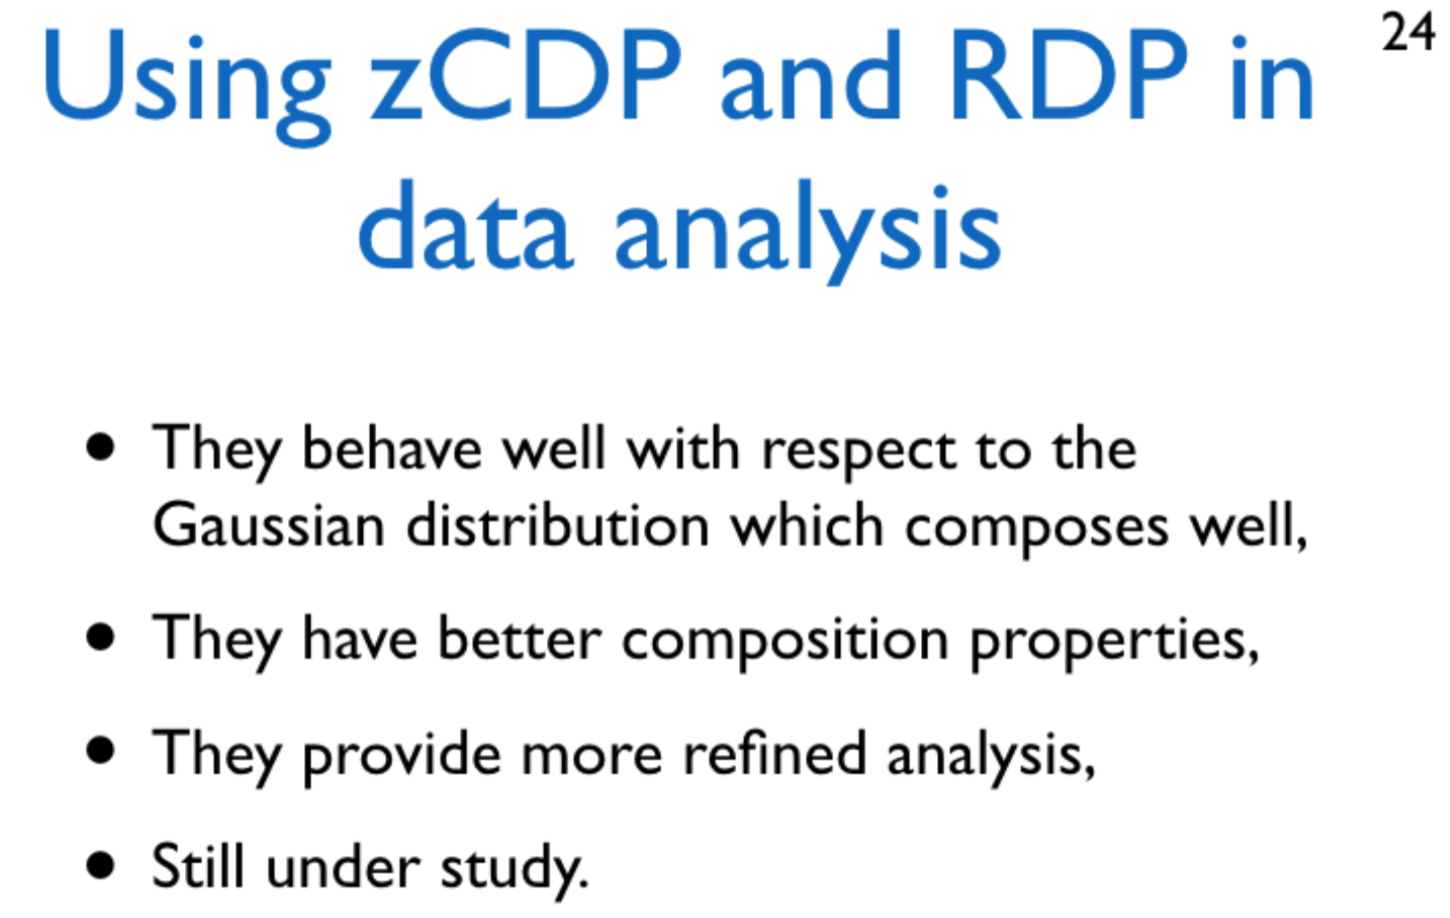 24
Using zCDP and RDP in
data analysis
• They behave well with respect to the
Gaussian distribution which composes well,
• They have better composition properties,
• They provide more refined analysis,
• Still under study.